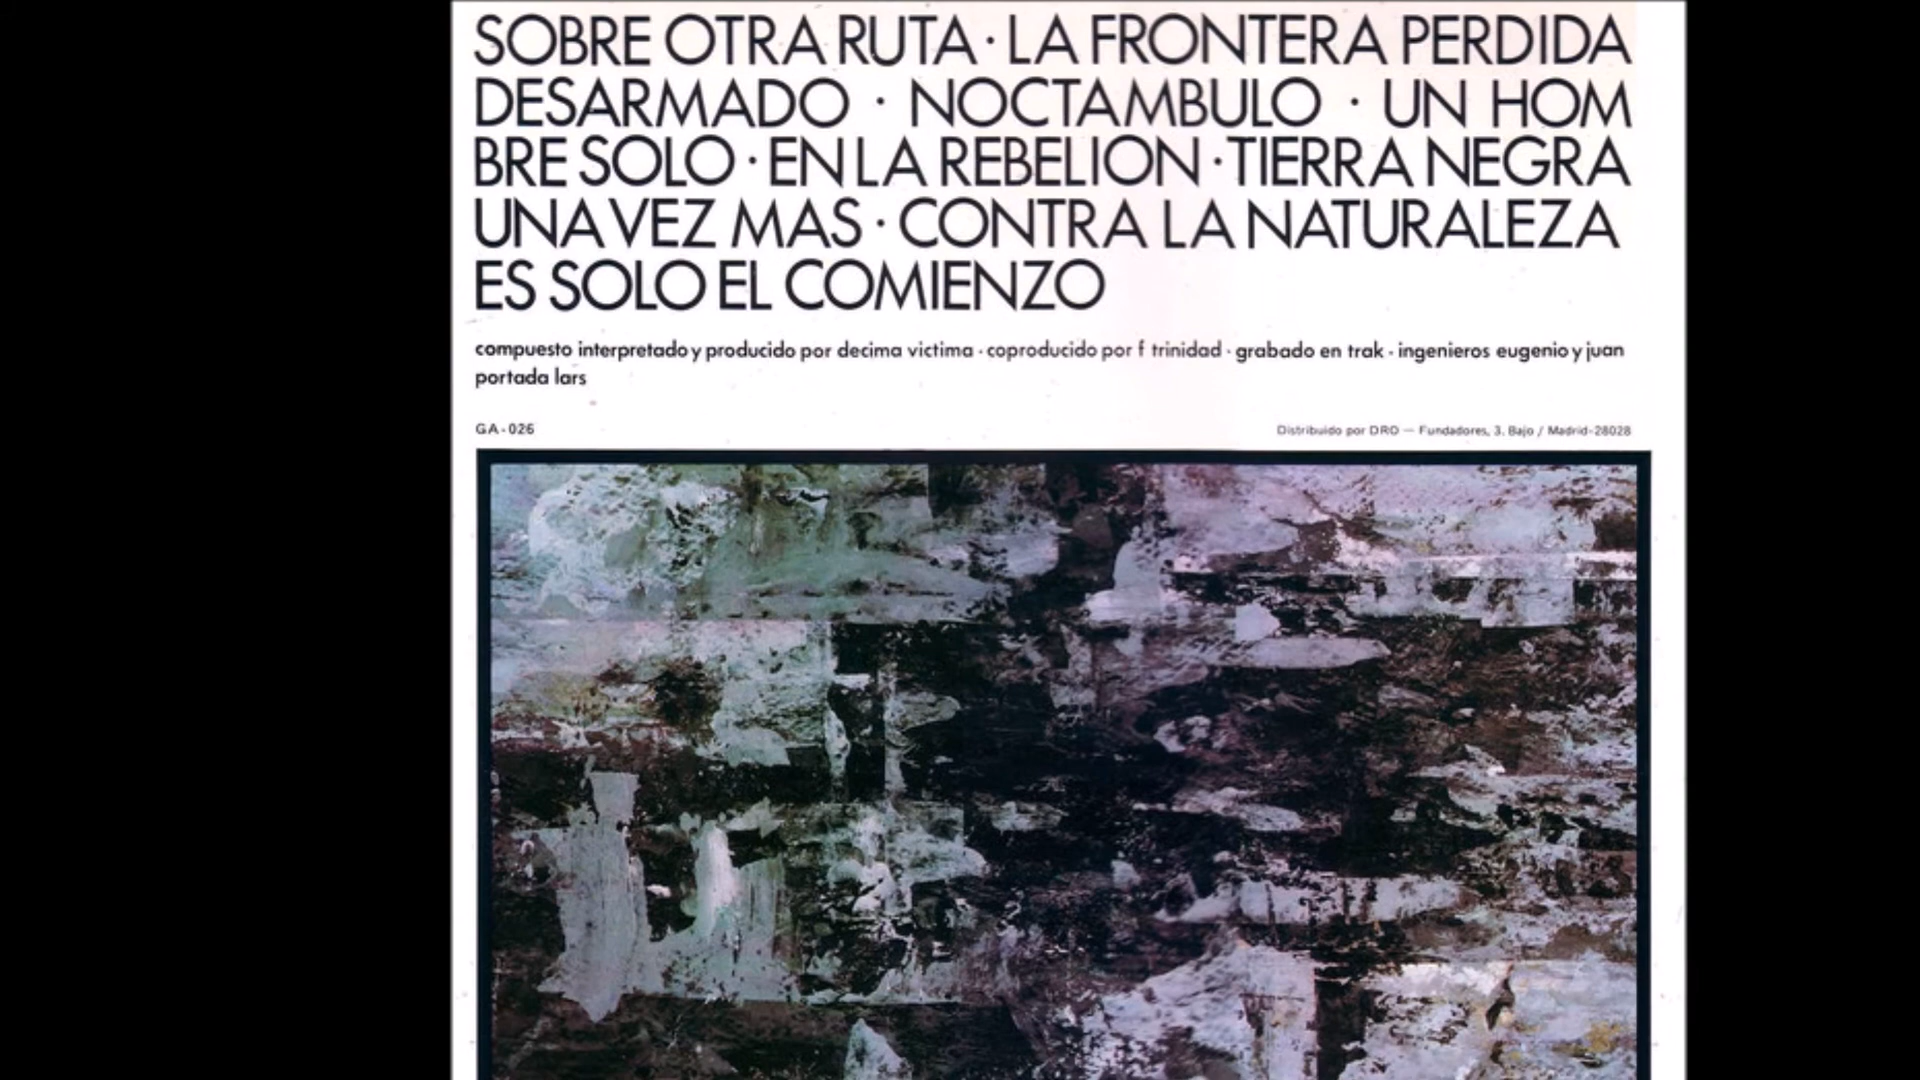 SOBRE OTRA RUTA · LA FRONTERA PERDIDA
DESARMADO · NOCTAMBULO · UN HOM
BRE SOLO · EN LA REBELION · TIERRA NEGRA
UNA VEZ MAS · CONTRA LA NATURALEZA
ES SOLO EL COMIENZO
compuesto interpretado y producido por decima victima · coproducido por f trinidad · grabado en trak · ingenieros eugenio y juan
portada lars
GA-026
Distribuido por DRO — Fundadores, 3. Bajo / Madrid-28028